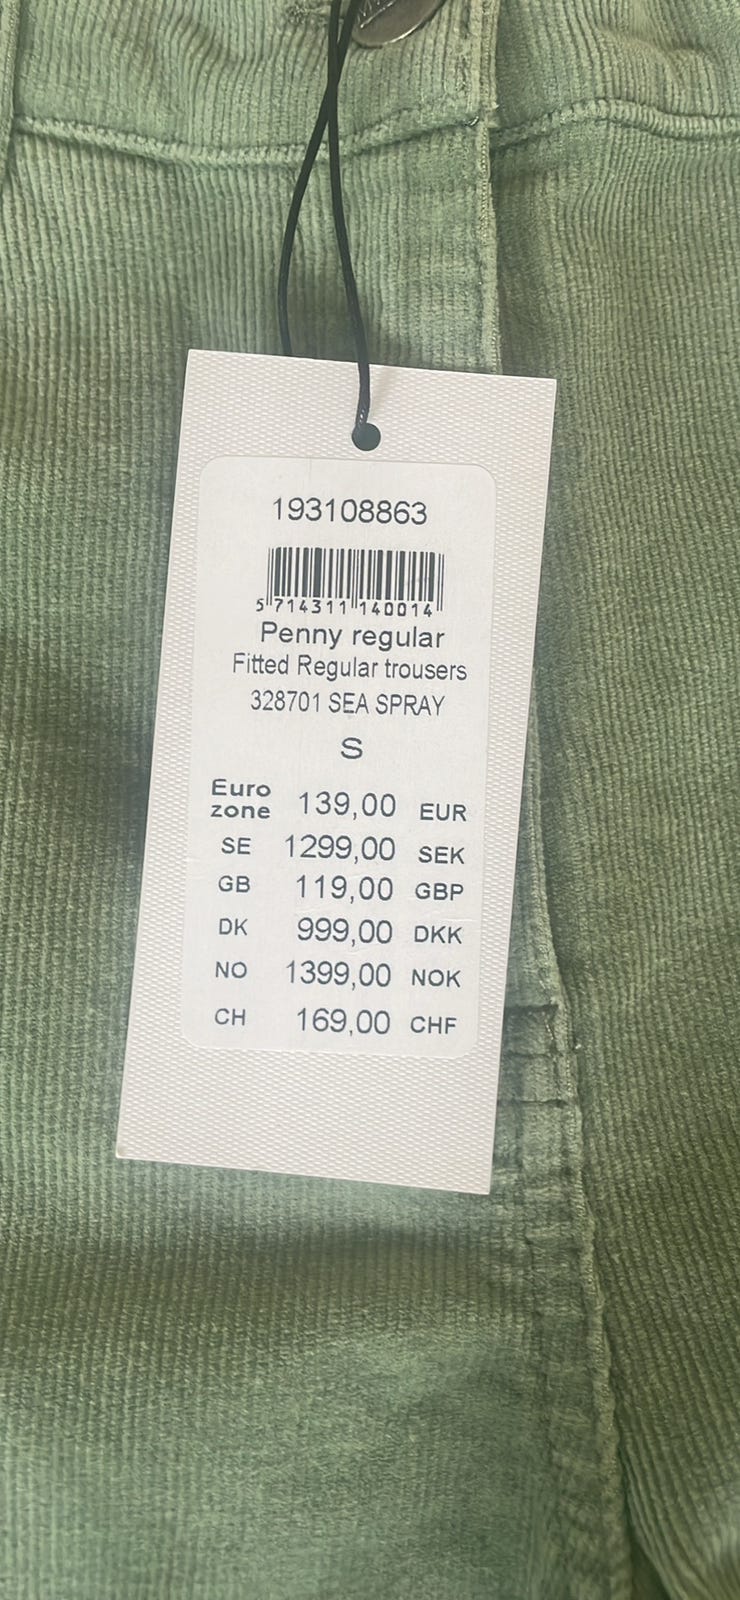 193108863
5 714311 140014
Penny regular
Fitted Regular trousers
328701 SEA SPRAY
S
Euro zone 139,00 EUR
SE 1299,00 SEK
GB 119,00 GBP
DK 999,00 DKK
NO 1399,00 NOK
CH 169,00 CHF